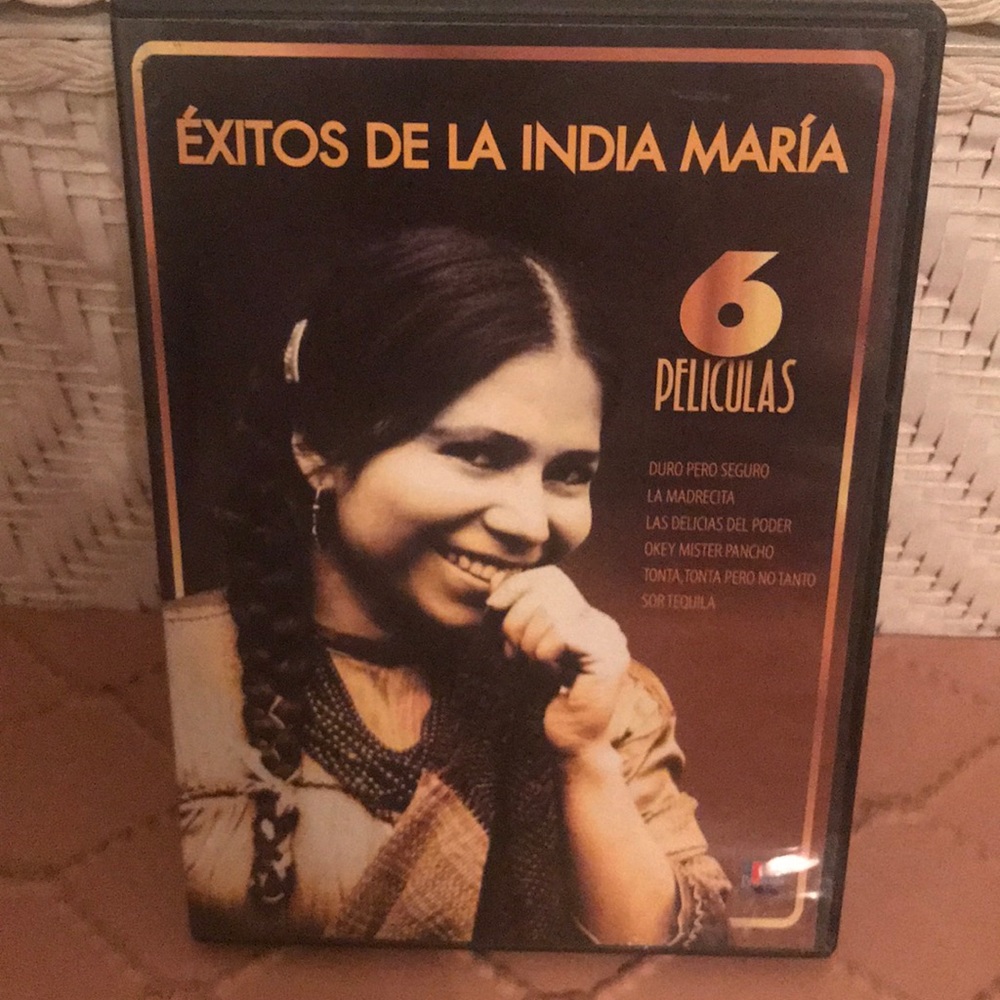 ÉXITOS DE LA INDIA MARÍA
6
PELICULAS
DURO PERO SEGURO
LA MADRECITA
LAS DELICIAS DEL PODER
OKEY MISTER PANCHO
TONTA, TONTA PERO NO TANTO
SOR TEQUILA